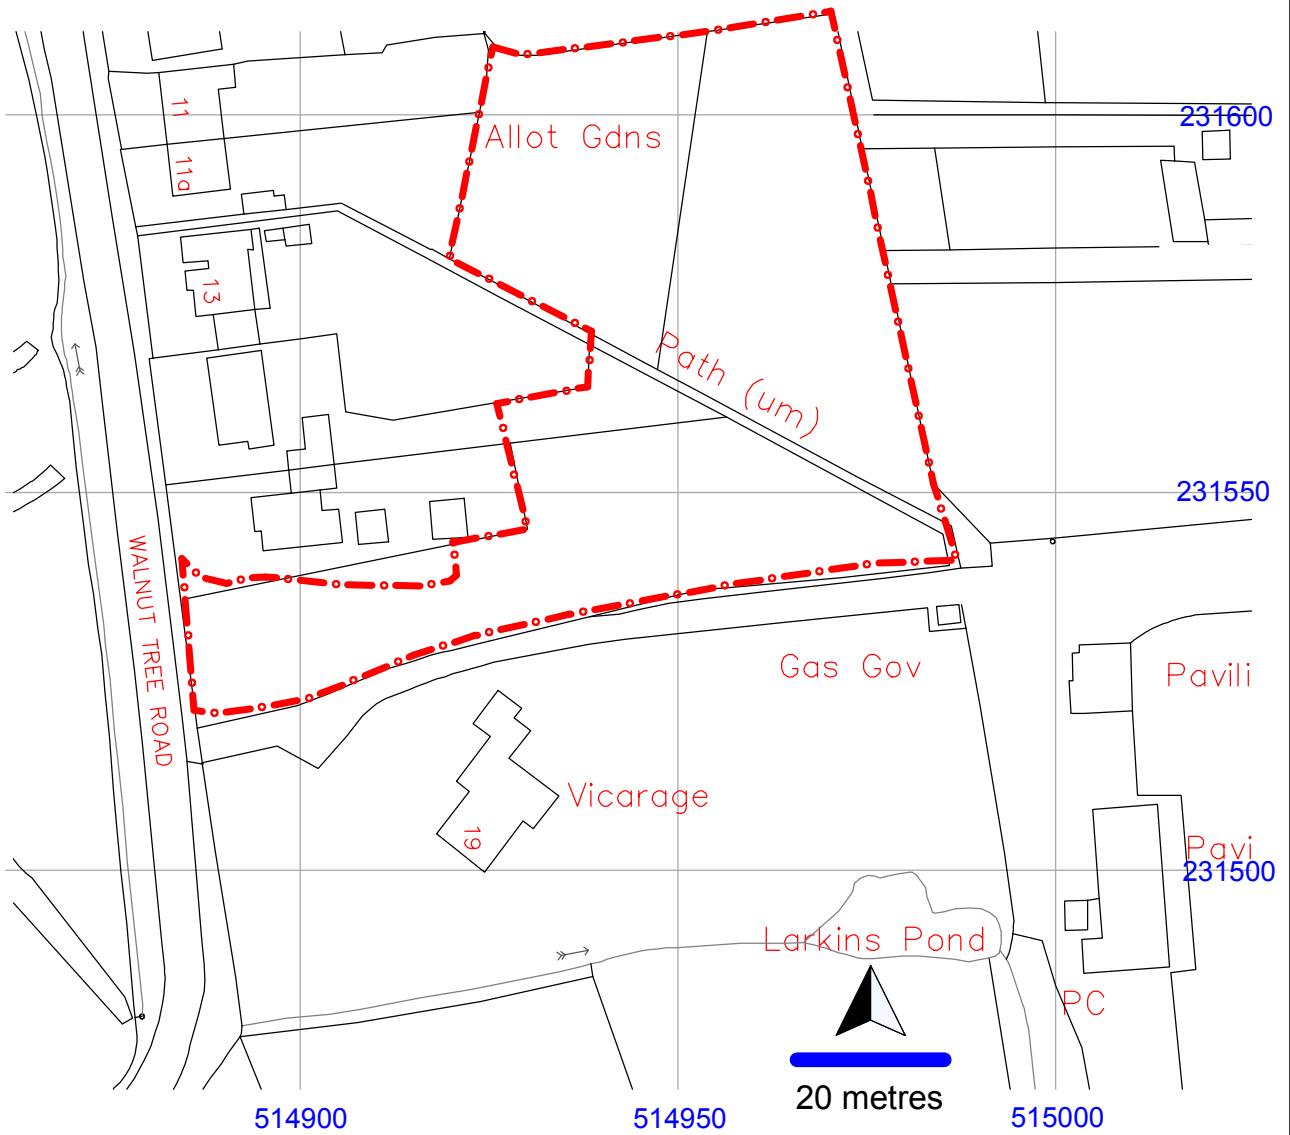 11
231600
Allot Gdns
11a
13
Path (um)
231550
WALNUT TREE ROAD
Gas Gov
Pavili
Vicarage
19
Pavi
231500
Larkins Pond
PC
20 metres
514900
514950
515000